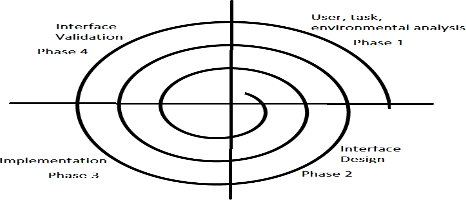 Interface
Validation
Phase 4
User, task,
environmental analysis
Phase 1
Implementation
Phase 3
Interface
Design
Phase 2